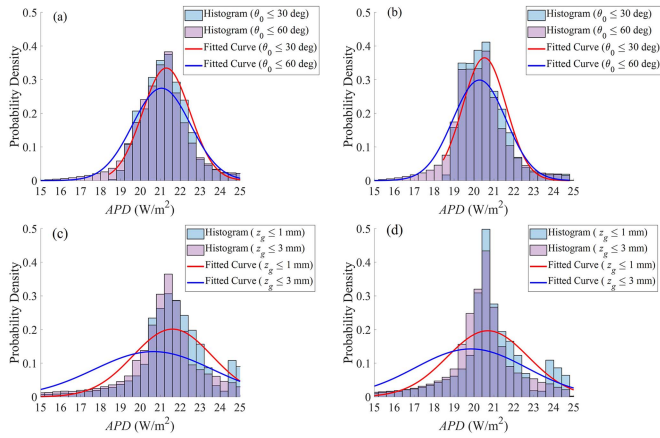 (a)
Histogram (θ₀ ≤ 30 deg)
Histogram (θ₀ ≤ 60 deg)
Fitted Curve (θ₀ ≤ 30 deg)
Fitted Curve (θ₀ ≤ 60 deg)
Probability Density
0.5
0.4
0.3
0.2
0.1
0
15 16 17 18 19 20 21 22 23 24 25
APD (W/m²)
(b)
Histogram (θ₀ ≤ 30 deg)
Histogram (θ₀ ≤ 60 deg)
Fitted Curve (θ₀ ≤ 30 deg)
Fitted Curve (θ₀ ≤ 60 deg)
Probability Density
0.5
0.4
0.3
0.2
0.1
0
15 16 17 18 19 20 21 22 23 24 25
APD (W/m²)
(c)
Histogram (z_g ≤ 1 mm)
Histogram (z_g ≤ 3 mm)
Fitted Curve (z_g ≤ 1 mm)
Fitted Curve (z_g ≤ 3 mm)
Probability Density
0.5
0.4
0.3
0.2
0.1
0
15 16 17 18 19 20 21 22 23 24 25
APD (W/m²)
(d)
Histogram (z_g ≤ 1 mm)
Histogram (z_g ≤ 3 mm)
Fitted Curve (z_g ≤ 1 mm)
Fitted Curve (z_g ≤ 3 mm)
Probability Density
0.5
0.4
0.3
0.2
0.1
0
15 16 17 18 19 20 21 22 23 24 25
APD (W/m²)